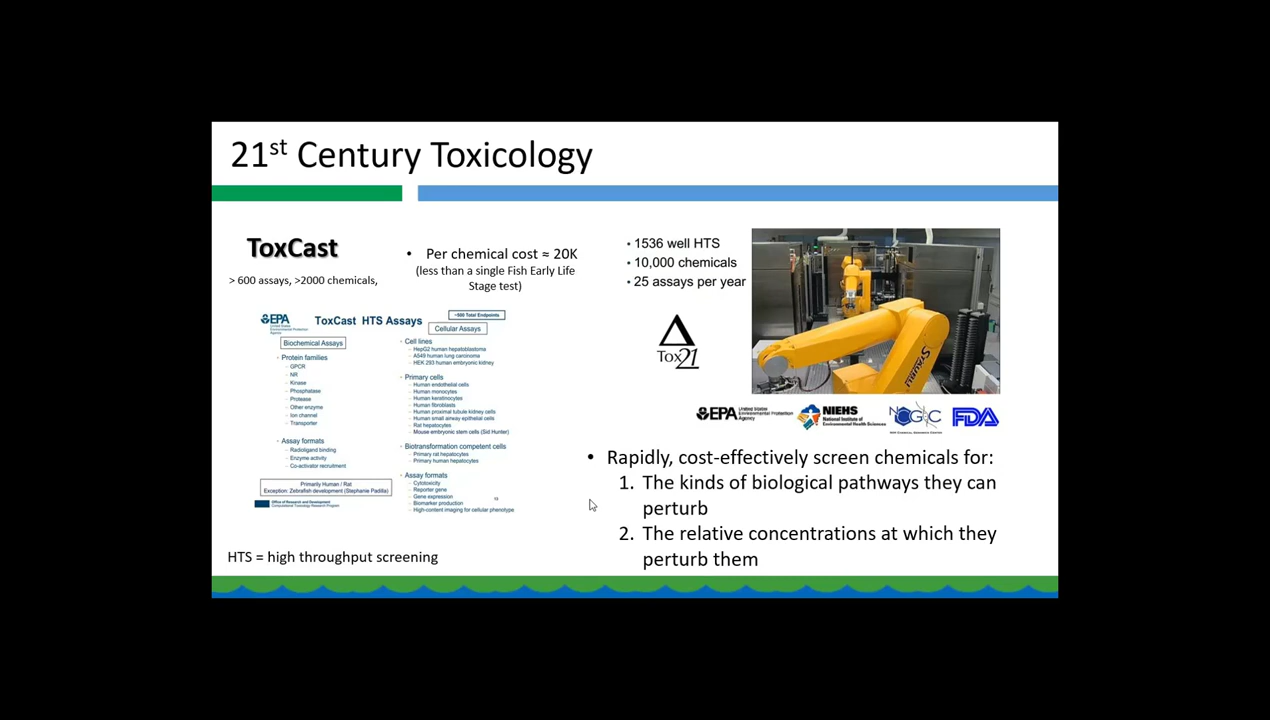 21st Century Toxicology
ToxCast
> 600 assays, >2000 chemicals,
• Per chemical cost ≈ 20K
(less than a single Fish Early Life
Stage test)
EPA
United States
Environmental Protection
Agency
ToxCast HTS Assays
~500 Total Endpoints
Biochemical Assays
- Protein families
– GPCR
– NR
– Kinase
– Phosphatase
– Protease
– Other enzyme
– Ion channel
– Transporter
- Assay formats
– Radioligand binding
– Enzyme activity
– Co-activator recruitment
Primarily Human / Rat
Exception: Zebrafish development (Stephanie Padilla)
Office of Research and Development
Computational Toxicology Research Program
Cellular Assays
- Cell lines
– HepG2 human hepatoblastoma
– A549 human lung carcinoma
– HEK 293 human embryonic kidney
- Primary cells
– Human endothelial cells
– Human monocytes
– Human keratinocytes
– Human fibroblasts
– Human proximal tubule kidney cells
– Human small airway epithelial cells
– Rat hepatocytes
– Mouse embryonic stem cells (Sid Hunter)
- Biotransformation competent cells
– Primary rat hepatocytes
– Primary human hepatocytes
- Assay formats
– Cytotoxicity
– Reporter gene
– Gene expression
– Biomarker production
– High-content imaging for cellular phenotype
HTS = high throughput screening
• 1536 well HTS
• 10,000 chemicals
• 25 assays per year
Tox21
Stäubli
EPA
United States
Environmental Protection
Agency
NIEHS
National Institute of
Environmental Health Sciences
NCGC
NIH CHEMICAL GENOMICS CENTER
FDA
• Rapidly, cost-effectively screen chemicals for:
1. The kinds of biological pathways they can
perturb
2. The relative concentrations at which they
perturb them